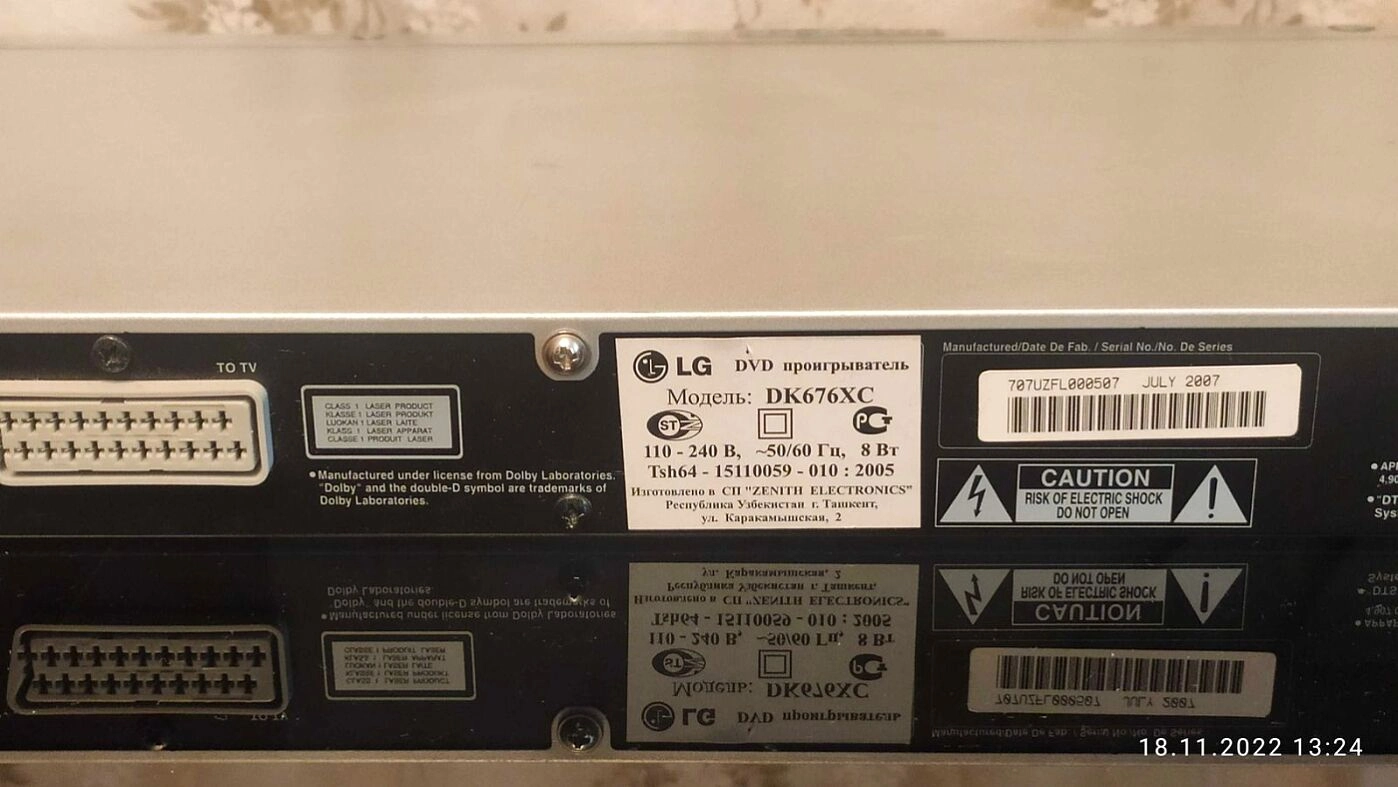 TO TV
CLASS 1 LASER PRODUCT
KLASSE 1 LASER PRODUKT
LUOKAN 1 LASER LAITE
KLASS 1 LASER APPARAT
CLASSE 1 PRODUIT LASER
•Manufactured under license from Dolby Laboratories.
"Dolby" and the double-D symbol are trademarks of
Dolby Laboratories.
LG DVD проигрыватель
Модель: DK676XC
ST РСТ
110 - 240 В, ~50/60 Гц, 8 Вт
Tsh64 - 15110059 - 010 : 2005
Изготовлено в СП "ZENITH ELECTRONICS"
Республика Узбекистан г. Ташкент,
ул. Каракамышская, 2
Manufactured/Date De Fab. / Serial No./No. De Series
707UZFL000507 JULY 2007
CAUTION
RISK OF ELECTRIC SHOCK
DO NOT OPEN
18.11.2022 13:24